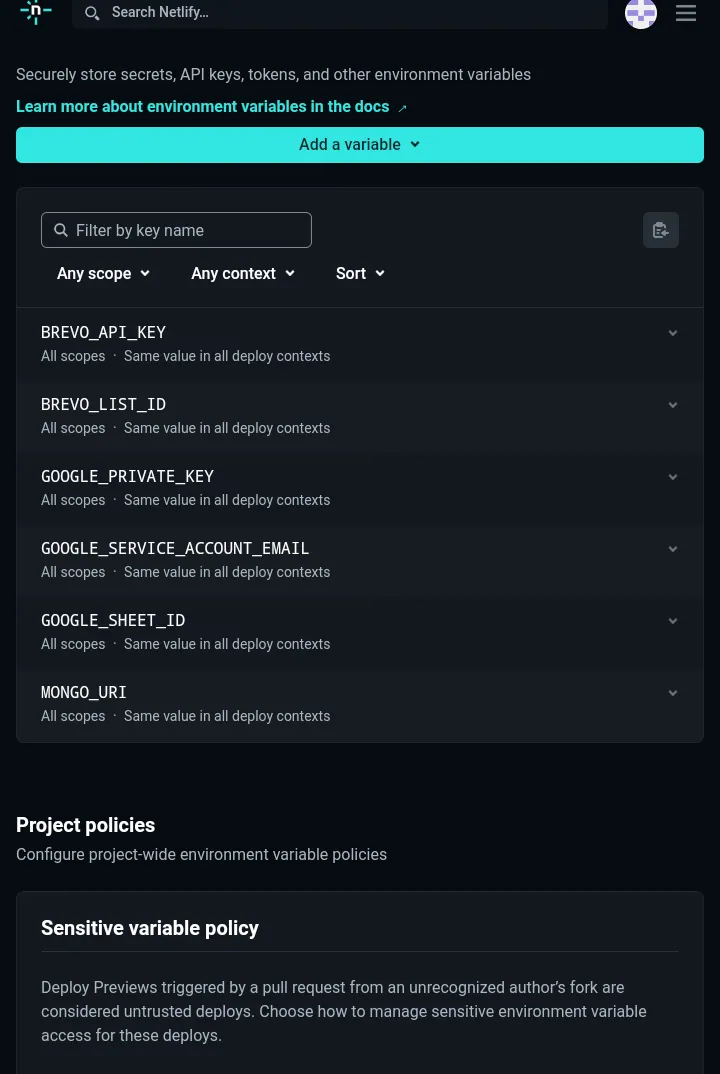 n
Search Netlify…
Securely store secrets, API keys, tokens, and other environment variables
Learn more about environment variables in the docs ↗
Add a variable
Filter by key name
Any scope
Any context
Sort
BREVO_API_KEY
All scopes · Same value in all deploy contexts
BREVO_LIST_ID
All scopes · Same value in all deploy contexts
GOOGLE_PRIVATE_KEY
All scopes · Same value in all deploy contexts
GOOGLE_SERVICE_ACCOUNT_EMAIL
All scopes · Same value in all deploy contexts
GOOGLE_SHEET_ID
All scopes · Same value in all deploy contexts
MONGO_URI
All scopes · Same value in all deploy contexts
Project policies
Configure project-wide environment variable policies
Sensitive variable policy
Deploy Previews triggered by a pull request from an unrecognized author’s fork are
considered untrusted deploys. Choose how to manage sensitive environment variable
access for these deploys.